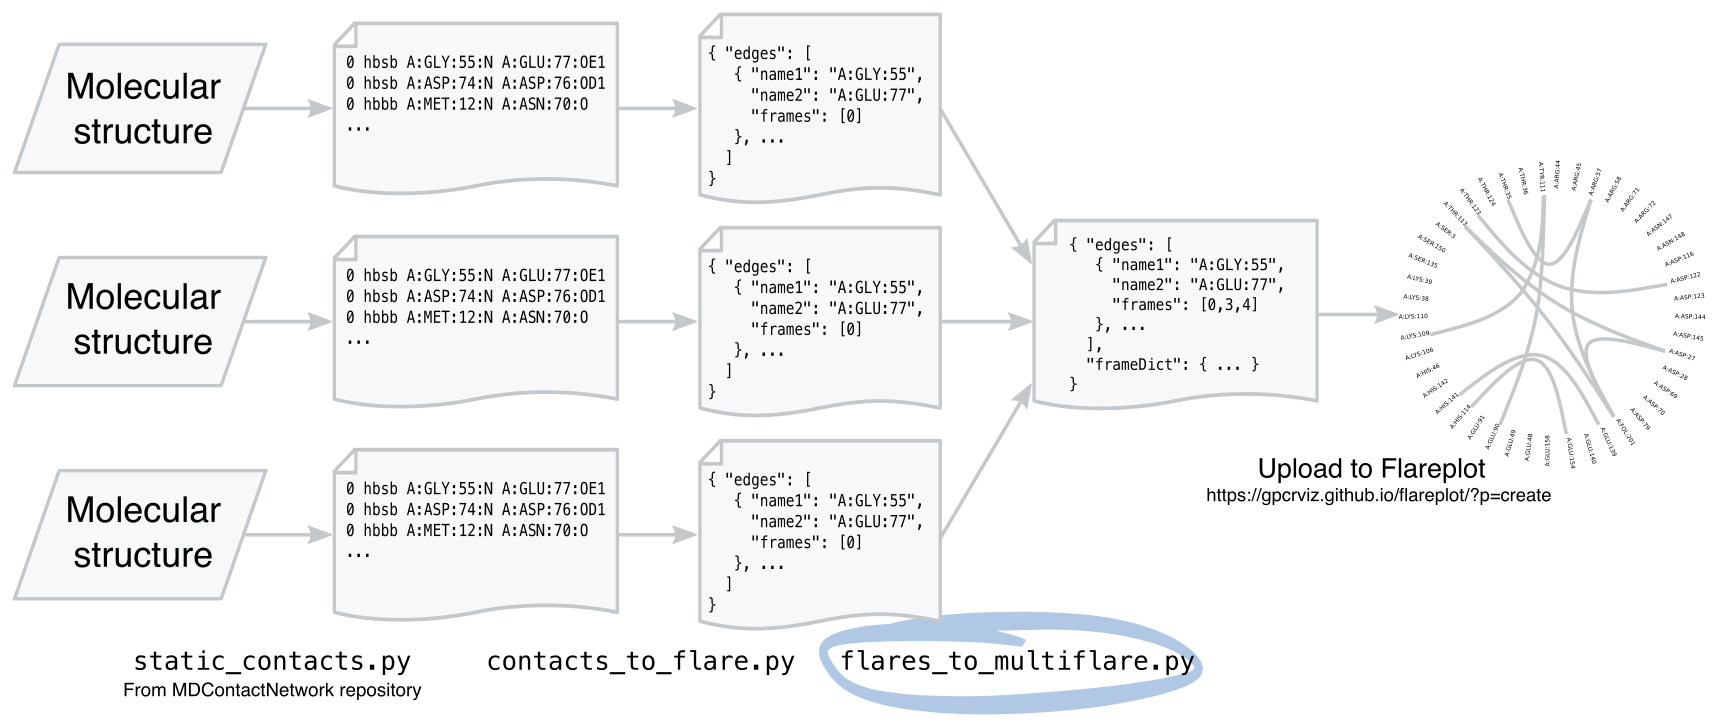 Molecular
structure
0 hbsb A:GLY:55:N A:GLU:77:OE1
0 hbsb A:ASP:74:N A:ASP:76:OD1
0 hbbb A:MET:12:N A:ASN:70:O
...
{ "edges": [
{ "name1": "A:GLY:55",
"name2": "A:GLU:77",
"frames": [0]
}, ...
]
}
Molecular
structure
0 hbsb A:GLY:55:N A:GLU:77:OE1
0 hbsb A:ASP:74:N A:ASP:76:OD1
0 hbbb A:MET:12:N A:ASN:70:O
...
{ "edges": [
{ "name1": "A:GLY:55",
"name2": "A:GLU:77",
"frames": [0]
}, ...
]
}
Molecular
structure
0 hbsb A:GLY:55:N A:GLU:77:OE1
0 hbsb A:ASP:74:N A:ASP:76:OD1
0 hbbb A:MET:12:N A:ASN:70:O
...
{ "edges": [
{ "name1": "A:GLY:55",
"name2": "A:GLU:77",
"frames": [0]
}, ...
]
}
{ "edges": [
{ "name1": "A:GLY:55",
"name2": "A:GLU:77",
"frames": [0,3,4]
}, ...
],
"frameDict": { ... }
}
A:TYR:111
A:ARG:44
A:ARG:45
A:ARG:57
A:ARG:58
A:ARG:71
A:ARG:72
A:ASN:147
A:ASN:148
A:ASP:116
A:ASP:122
A:ASP:123
A:ASP:144
A:ASP:145
A:ASP:27
A:ASP:28
A:ASP:69
A:ASP:70
A:ASP:79
A:FOL:201
A:GLU:139
A:GLU:140
A:GLU:154
A:GLU:158
A:GLU:48
A:GLU:49
A:GLU:90
A:GLU:91
A:HIS:114
A:HIS:141
A:HIS:142
A:HIS:46
A:LYS:106
A:LYS:109
A:LYS:110
A:LYS:38
A:LYS:39
A:SER:135
A:SER:150
A:SER:3
A:THR:113
A:THR:123
A:THR:124
A:THR:35
A:THR:36
Upload to Flareplot
https://gpcrviz.github.io/flareplot/?p=create
static_contacts.py
From MDContactNetwork repository
contacts_to_flare.py
flares_to_multiflare.py